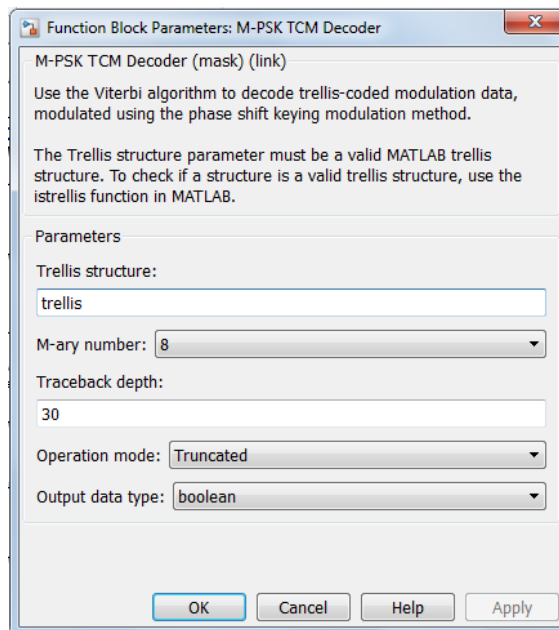 Function Block Parameters: M-PSK TCM Decoder
M-PSK TCM Decoder (mask) (link)
Use the Viterbi algorithm to decode trellis-coded modulation data,
modulated using the phase shift keying modulation method.
The Trellis structure parameter must be a valid MATLAB trellis
structure. To check if a structure is a valid trellis structure, use the
istrellis function in MATLAB.
Parameters
Trellis structure:
trellis
M-ary number: 8
Traceback depth:
30
Operation mode: Truncated
Output data type: boolean
OK Cancel Help Apply